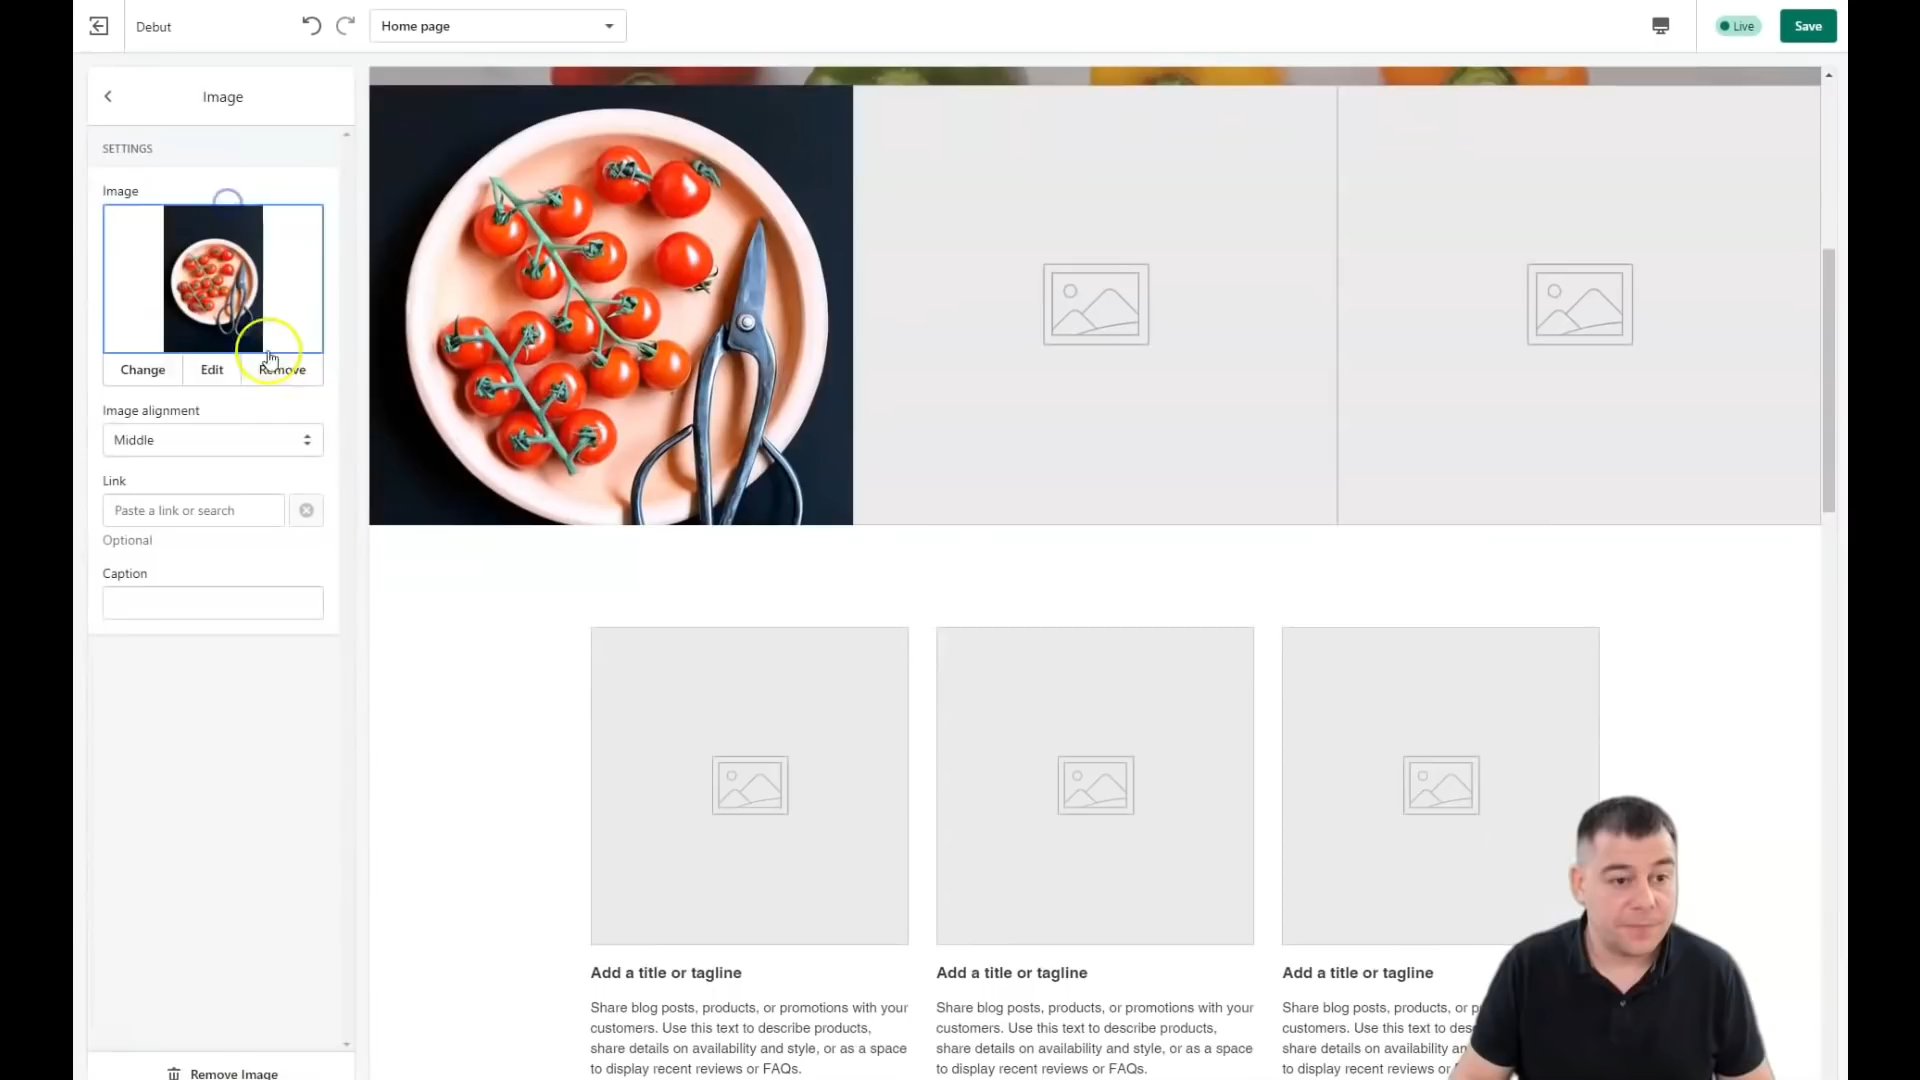 Debut
Home page
Live
Save
Image
SETTINGS
Image
Change
Edit
Remove
Image alignment
Middle
Link
Paste a link or search
Optional
Caption
Remove Image
Add a title or tagline
Share blog posts, products, or promotions with your
customers. Use this text to describe products,
share details on availability and style, or as a space
to display recent reviews or FAQs.
Add a title or tagline
Share blog posts, products, or promotions with your
customers. Use this text to describe products,
share details on availability and style, or as a space
to display recent reviews or FAQs.
Add a title or tagline
Share blog posts, products, or
customers. Use this text to
share details on availability
to display recent reviews or